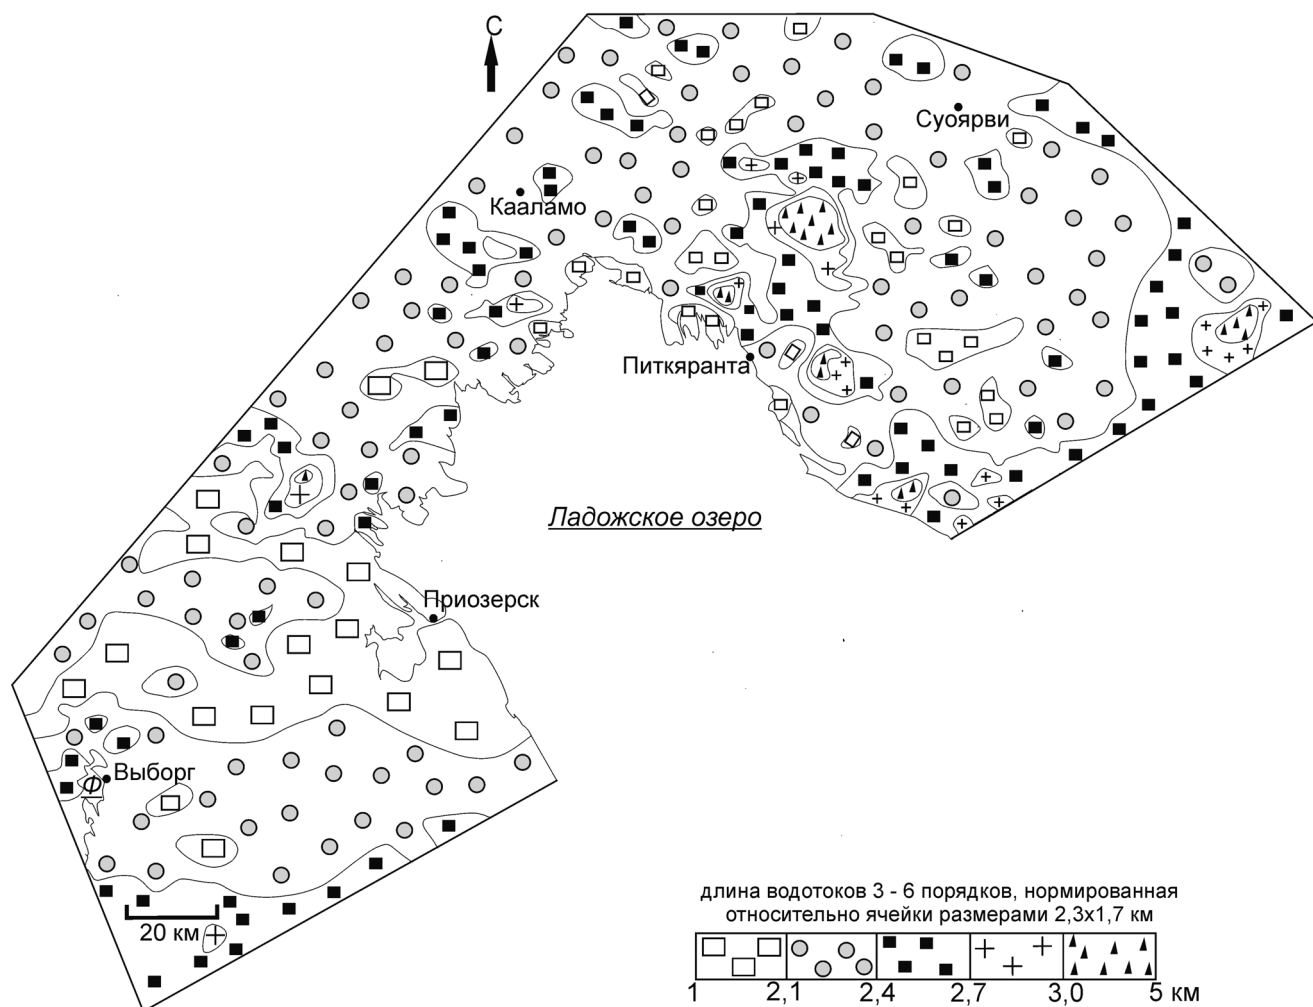 С
Суоярви
Кааламо
Питкяранта
Ладожское озеро
Приозерск
Выборг
Ф
20 км
длина водотоков 3 - 6 порядков, нормированная
относительно ячейки размерами 2,3х1,7 км
1 2,1 2,4 2,7 3,0 5 км